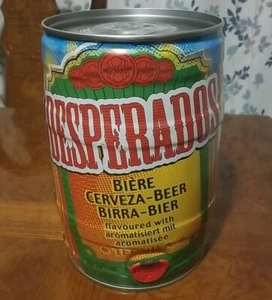 DESPERADOS
BIÈRE
CERVEZA-BEER
BIRRA-BIER
flavoured with
aromatisiert mit
aromatisée